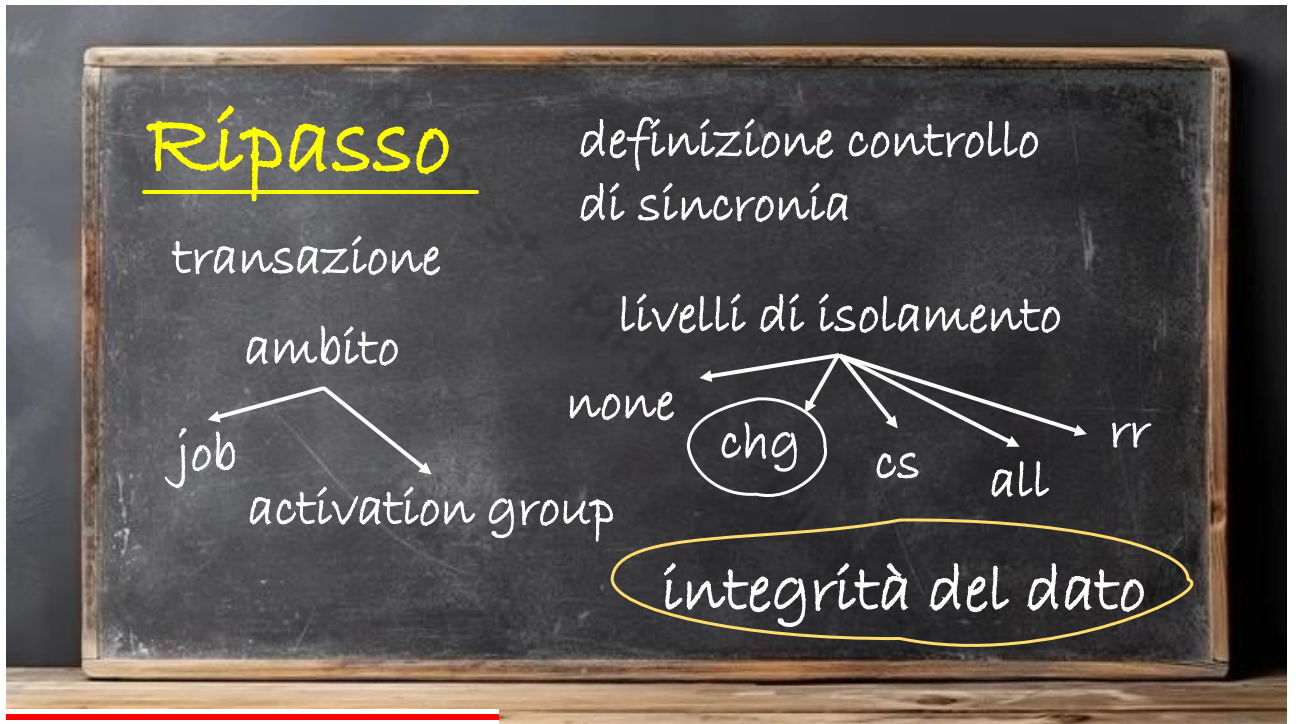 Ripasso
transazione
ambito
job
activation group
definizione controllo
di sincronia
livelli di isolamento
none
chg
cs
all
rr
integrità del dato